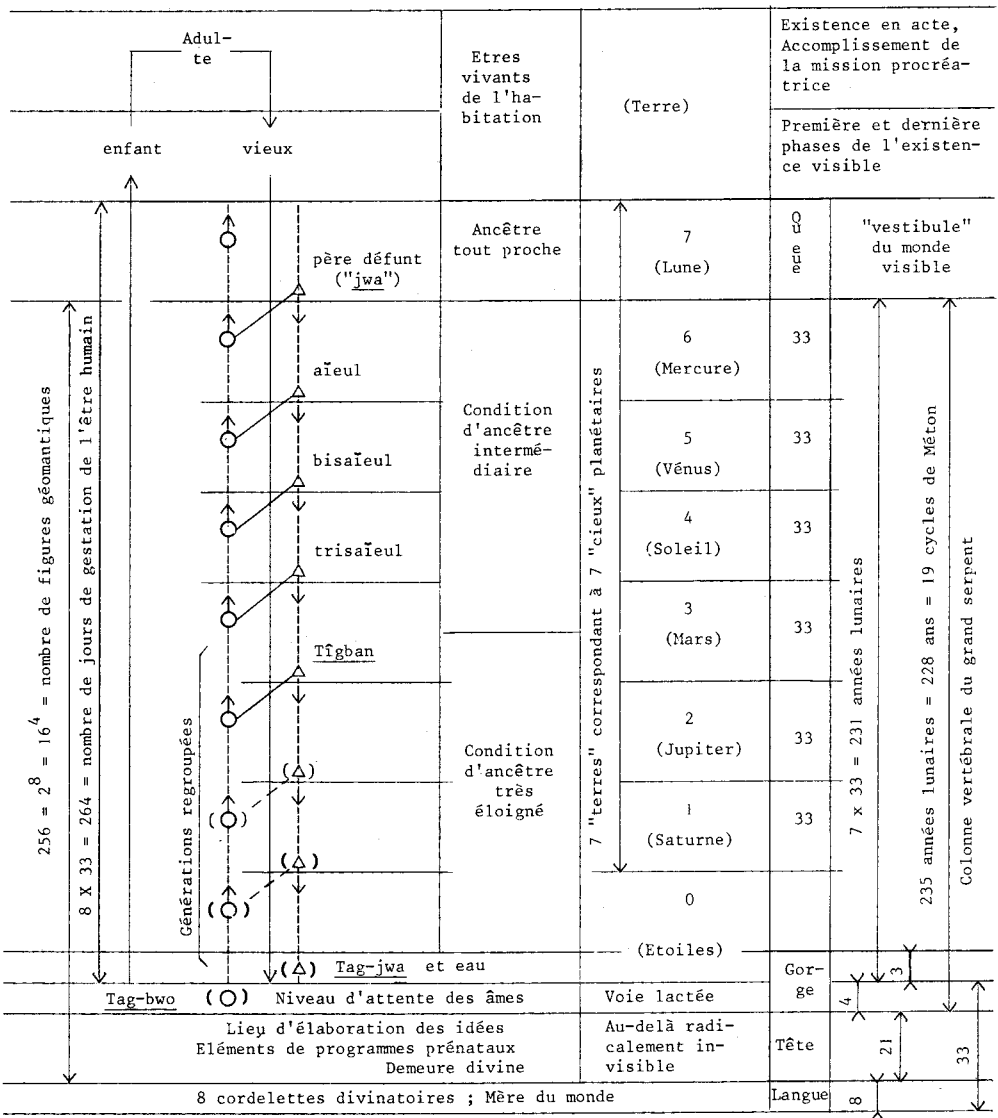 Adul-
te
enfant
vieux
Etres
vivants
de l'ha-
bitation
(Terre)
Existence en acte,
Accomplissement de
la mission procréa-
trice
Première et dernière
phases de l'existen-
ce visible
père défunt
("jwa")
Ancêtre
tout proche
7
(Lune)
Queue
"vestibule"
du monde
visible
aïeul
bisaïeul
trisaïeul
Condition
d'ancêtre
intermé-
diaire
6
(Mercure)
33
5
(Vénus)
33
4
(Soleil)
33
3
(Mars)
33
Tîgban
Condition
d'ancêtre
très
éloigné
2
(Jupiter)
33
1
(Saturne)
33
0
(Etoiles)
256 = 2^8 = 16^4 = nombre de figures géomantiques
8 X 33 = 264 = nombre de jours de gestation de l'être humain
Générations regroupées
7 "terres" correspondant à 7 "cieux" planétaires
7 x 33 = 231 années lunaires
235 années lunaires = 228 ans = 19 cycles de Méton
Colonne vertébrale du grand serpent
Tag-jwa et eau
Gor-
ge
3
Tag-bwo
Niveau d'attente des âmes
Voie lactée
4
Lieu d'élaboration des idées
Eléments de programmes prénataux
Demeure divine
Au-delà radi-
calement in-
visible
Tête
21
33
8 cordelettes divinatoires ; Mère du monde
Langue
8